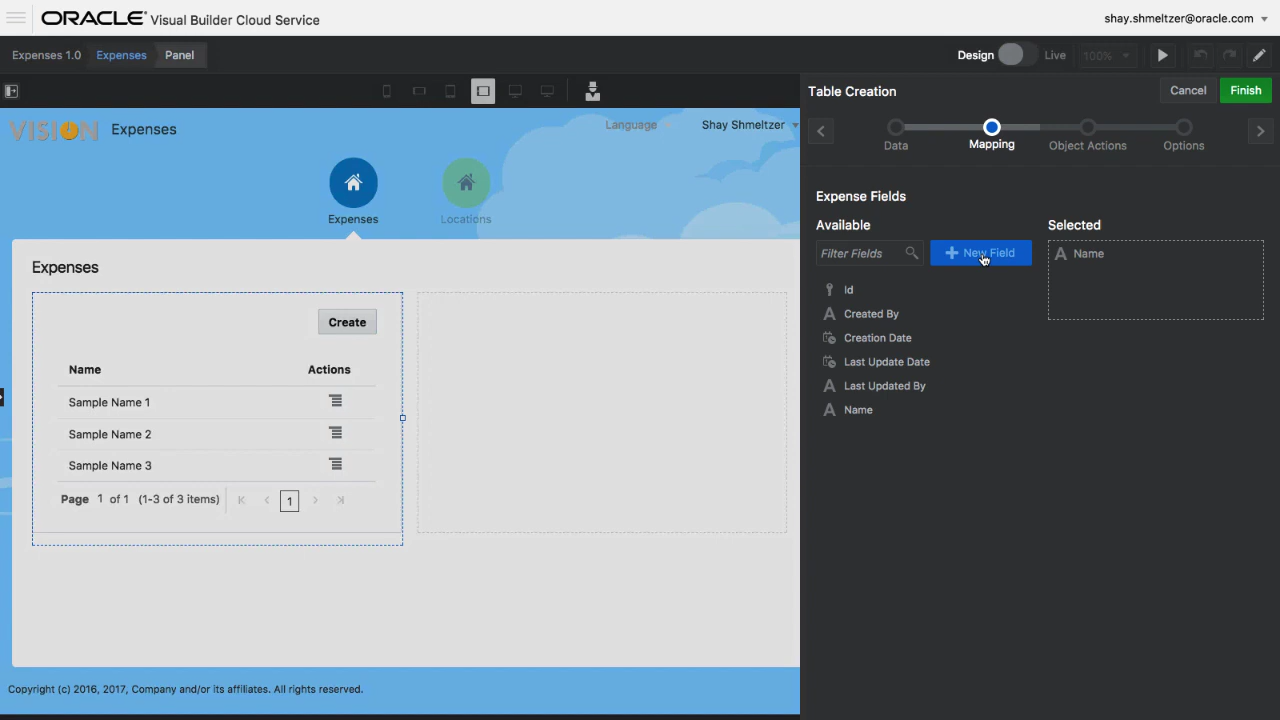 ORACLE® Visual Builder Cloud Service
shay.shmeltzer@oracle.com
Expenses 1.0
Expenses
Panel
Design
Live
100%
Table Creation
Cancel
Finish
Data
Mapping
Object Actions
Options
VISION
Expenses
Language
Shay Shmeltzer
Expenses
Locations
Expense Fields
Available
Selected
Filter Fields
New Field
Name
Id
Created By
Creation Date
Last Update Date
Last Updated By
Name
Expenses
Create
Name
Actions
Sample Name 1
Sample Name 2
Sample Name 3
Page 1 of 1 (1-3 of 3 items)
1
Copyright (c) 2016, 2017, Company and/or its affiliates. All rights reserved.